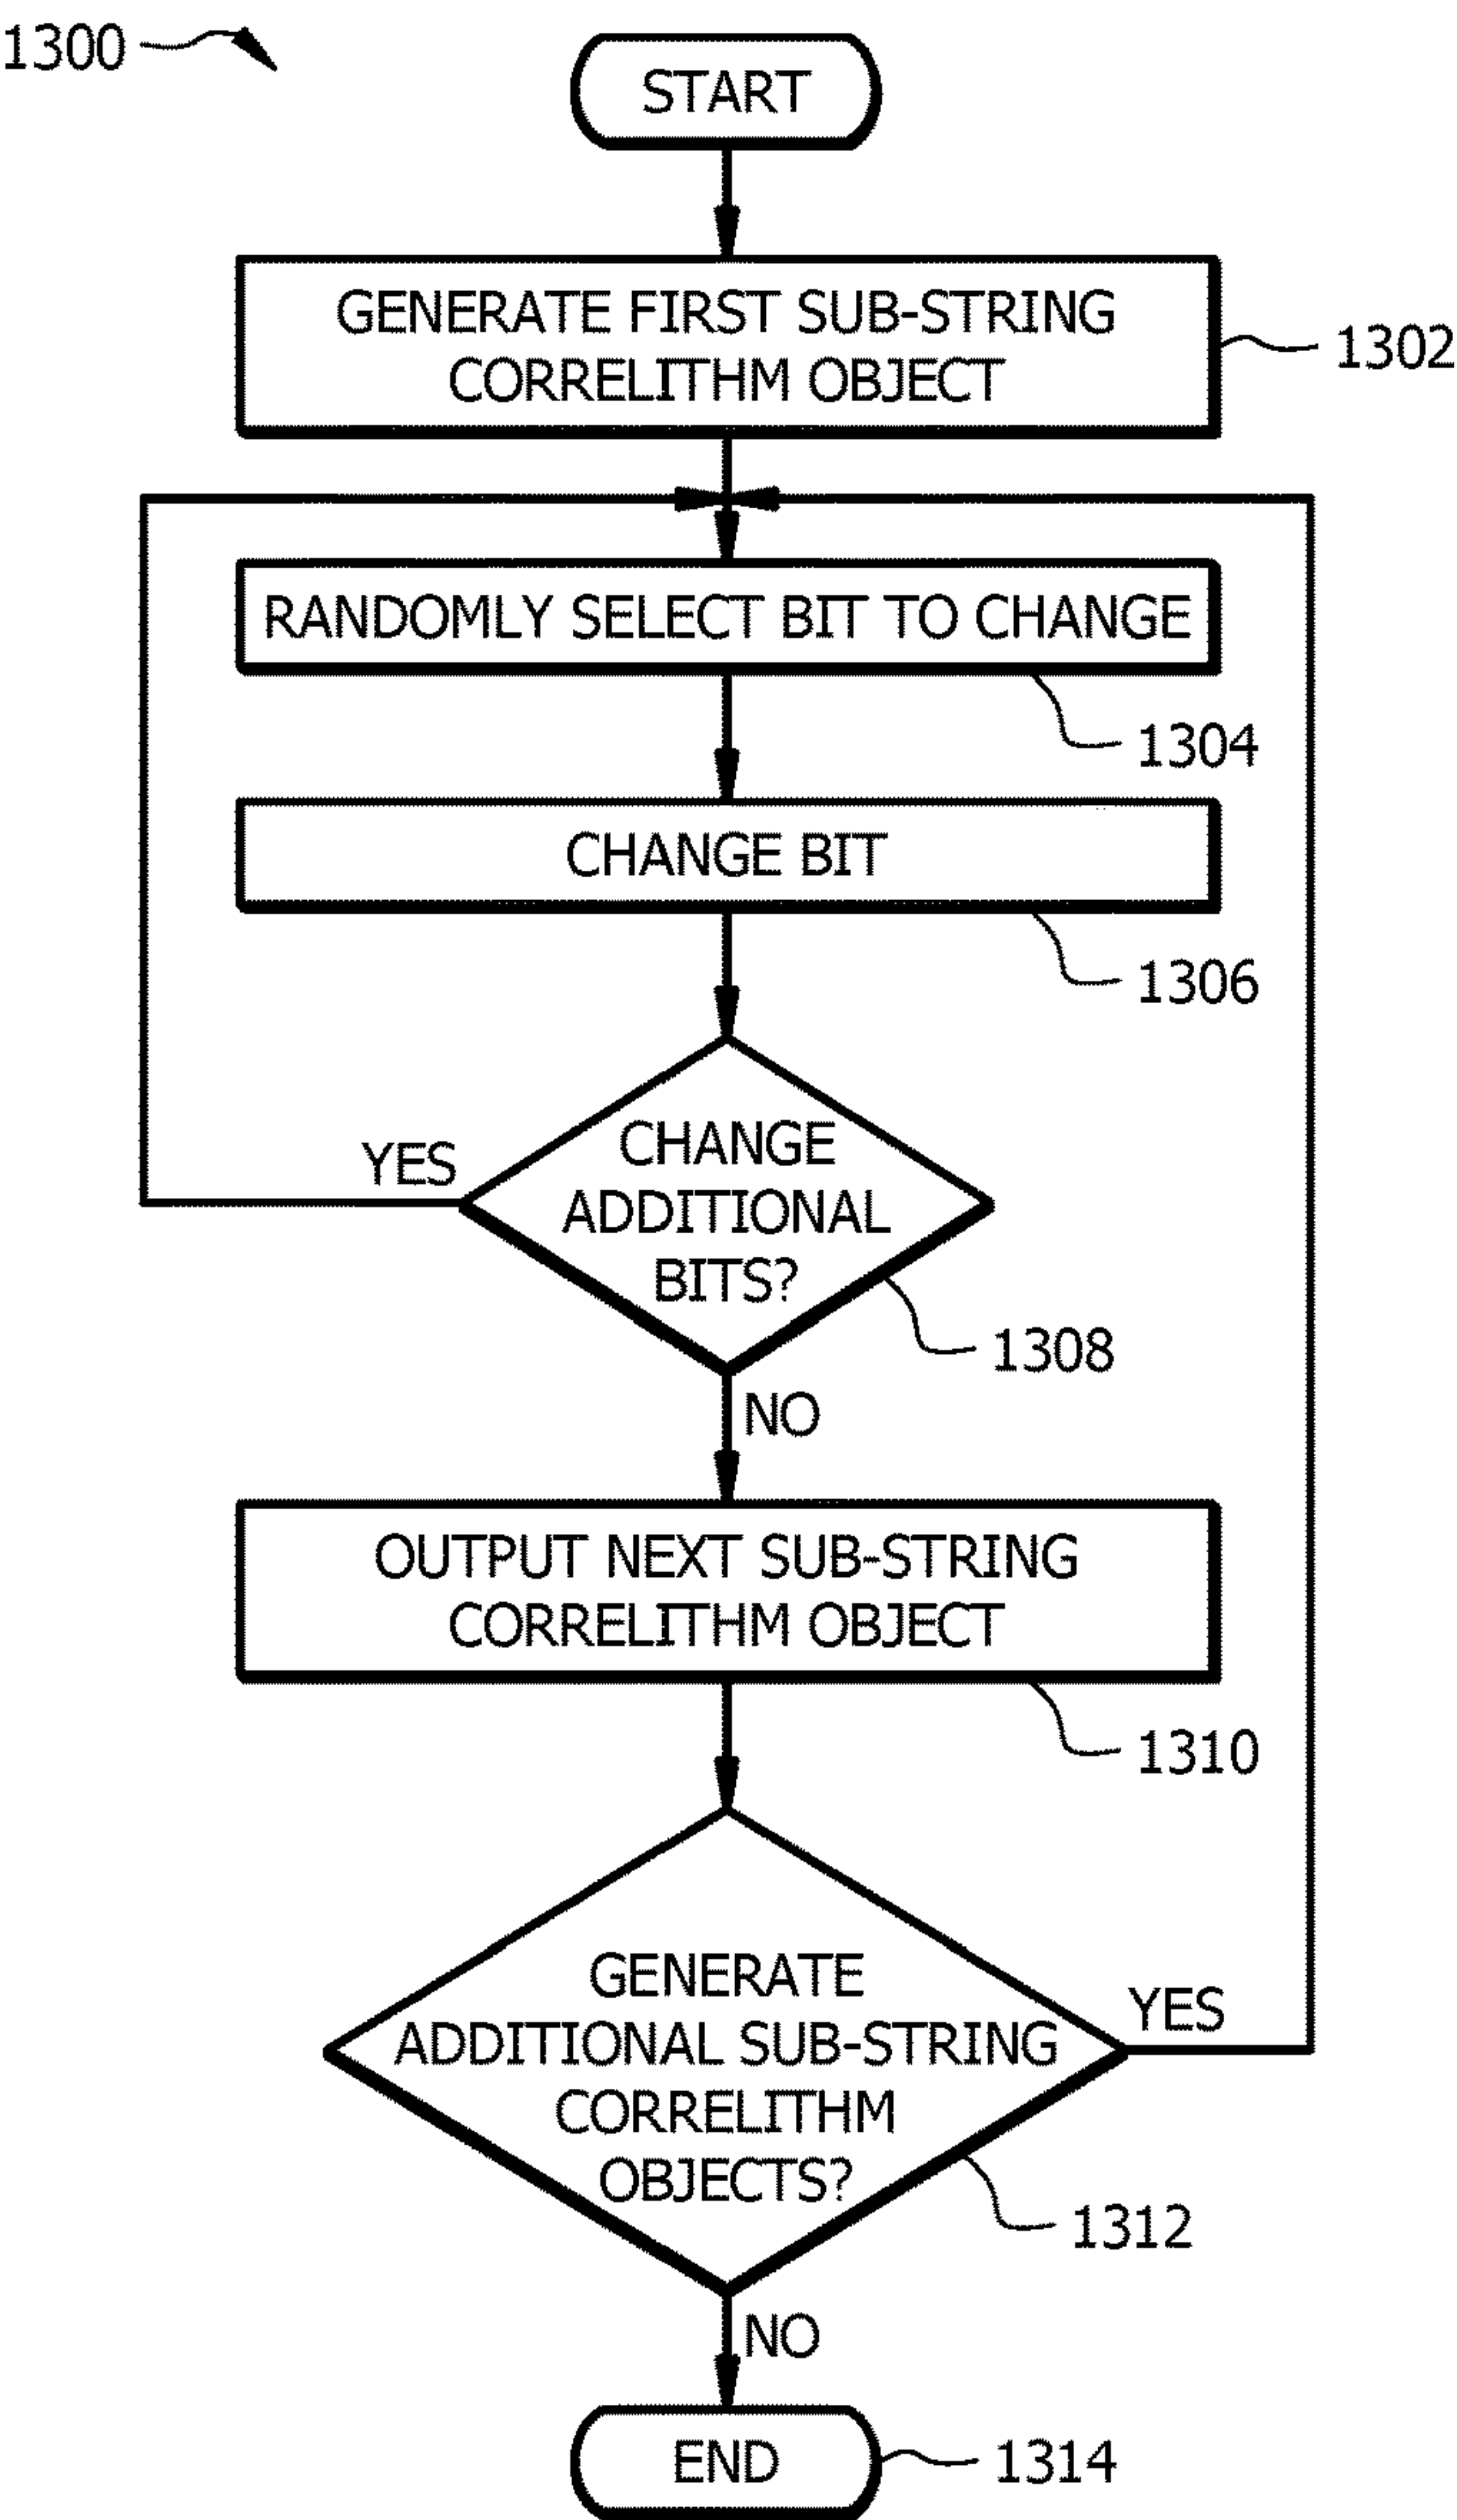 1300
START
GENERATE FIRST SUB-STRING
CORRELITHM OBJECT
1302
RANDOMLY SELECT BIT TO CHANGE
1304
CHANGE BIT
1306
CHANGE
ADDITIONAL
BITS?
YES
1308
NO
OUTPUT NEXT SUB-STRING
CORRELITHM OBJECT
1310
GENERATE
ADDITIONAL SUB-STRING
CORRELITHM
OBJECTS?
YES
1312
NO
END
1314